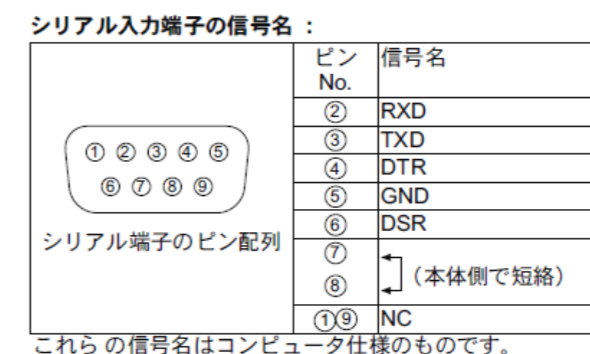 シリアル入力端子の信号名 :
ピン No. 信号名
② RXD
③ TXD
④ DTR
⑤ GND
⑥ DSR
⑦
⑧ (本体側で短絡)
①⑨ NC
① ② ③ ④ ⑤
⑥ ⑦ ⑧ ⑨
シリアル端子のピン配列
これらの信号名はコンピュータ仕様のものです。